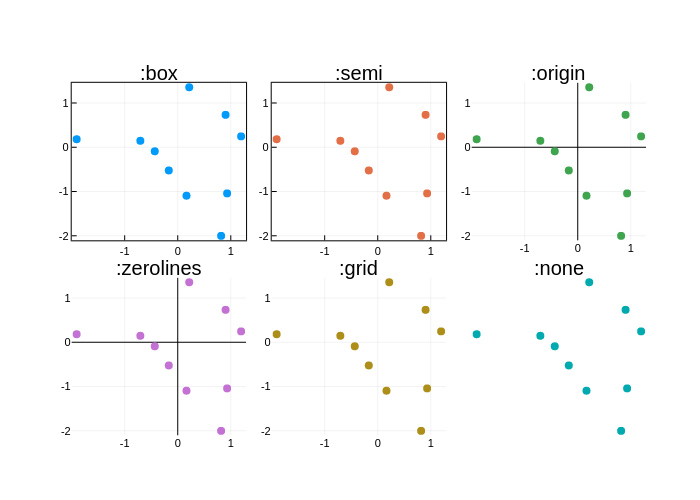 :box :semi :origin
1 1 1
0 0 0
-1 -1 -1
-2 -2 -2
-1 0 1 -1 0 1 -1 0 1
:zerolines :grid :none
1 1
0 0
-1 -1
-2 -2
-1 0 1 -1 0 1